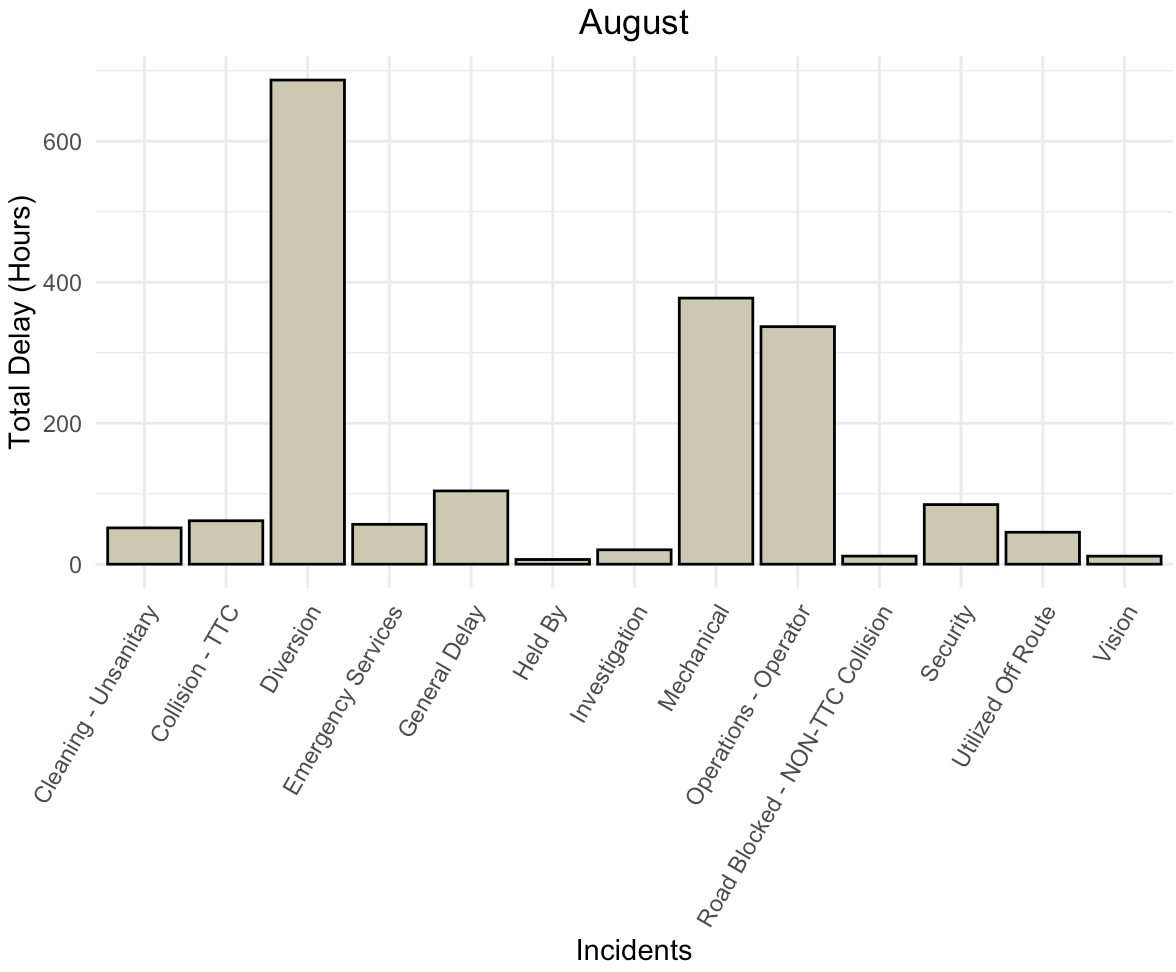 August
Total Delay (Hours)
600
400
200
0
Cleaning - Unsanitary
Collision - TTC
Diversion
Emergency Services
General Delay
Held By
Investigation
Mechanical
Operations - Operator
Road Blocked - NON-TTC Collision
Security
Utilized Off Route
Vision
Incidents